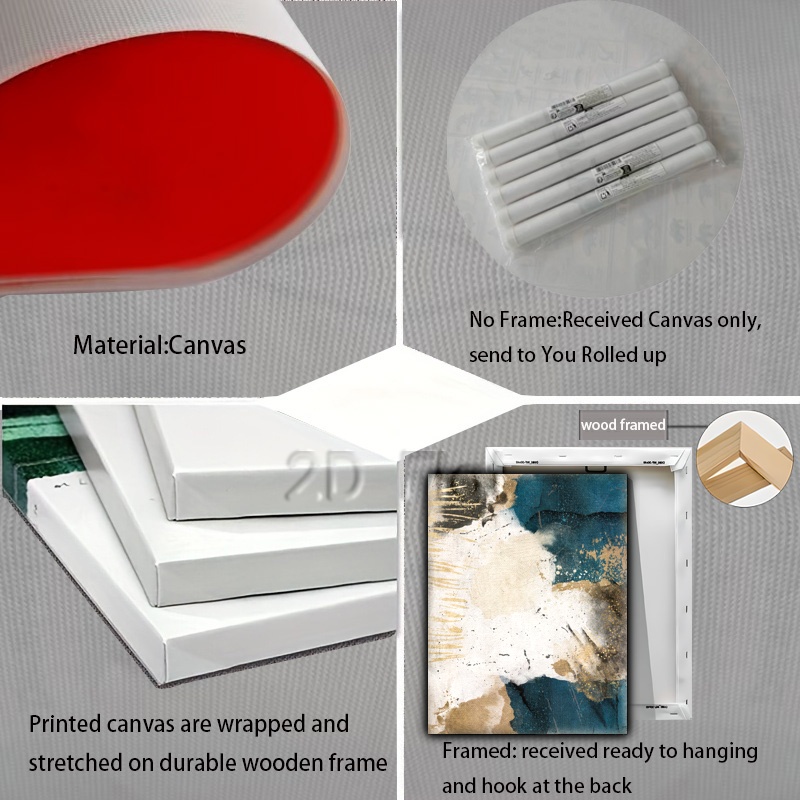 Material:Canvas
No Frame:Received Canvas only,
send to You Rolled up
wood framed
2D
Printed canvas are wrapped and
stretched on durable wooden frame
Framed: received ready to hanging
and hook at the back